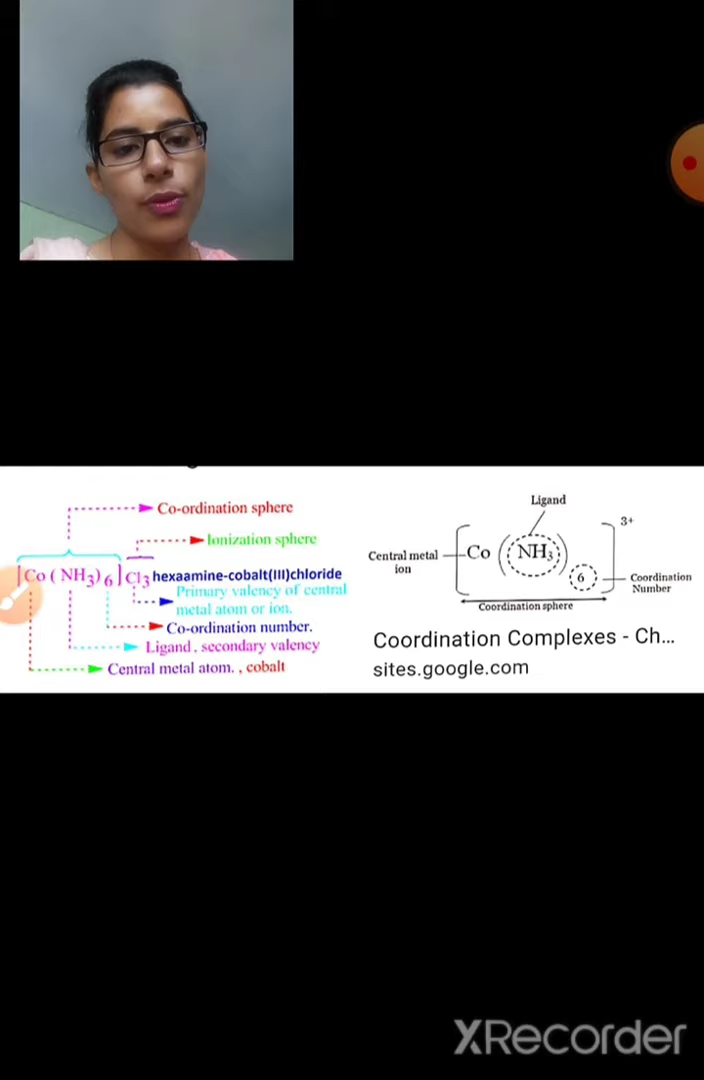 Co-ordination sphere
Ionization sphere
[Co ( NH3 ) 6 ] Cl3 hexaamine-cobalt(III)chloride
Primary valency of central
metal atom or ion.
Co-ordination number.
Ligand , secondary valency
Central metal atom. , cobalt
Ligand
3+
Central metal
ion
[Co (NH3) 6]
Coordination
Number
Coordination sphere
Coordination Complexes - Ch...
sites.google.com
XRecorder